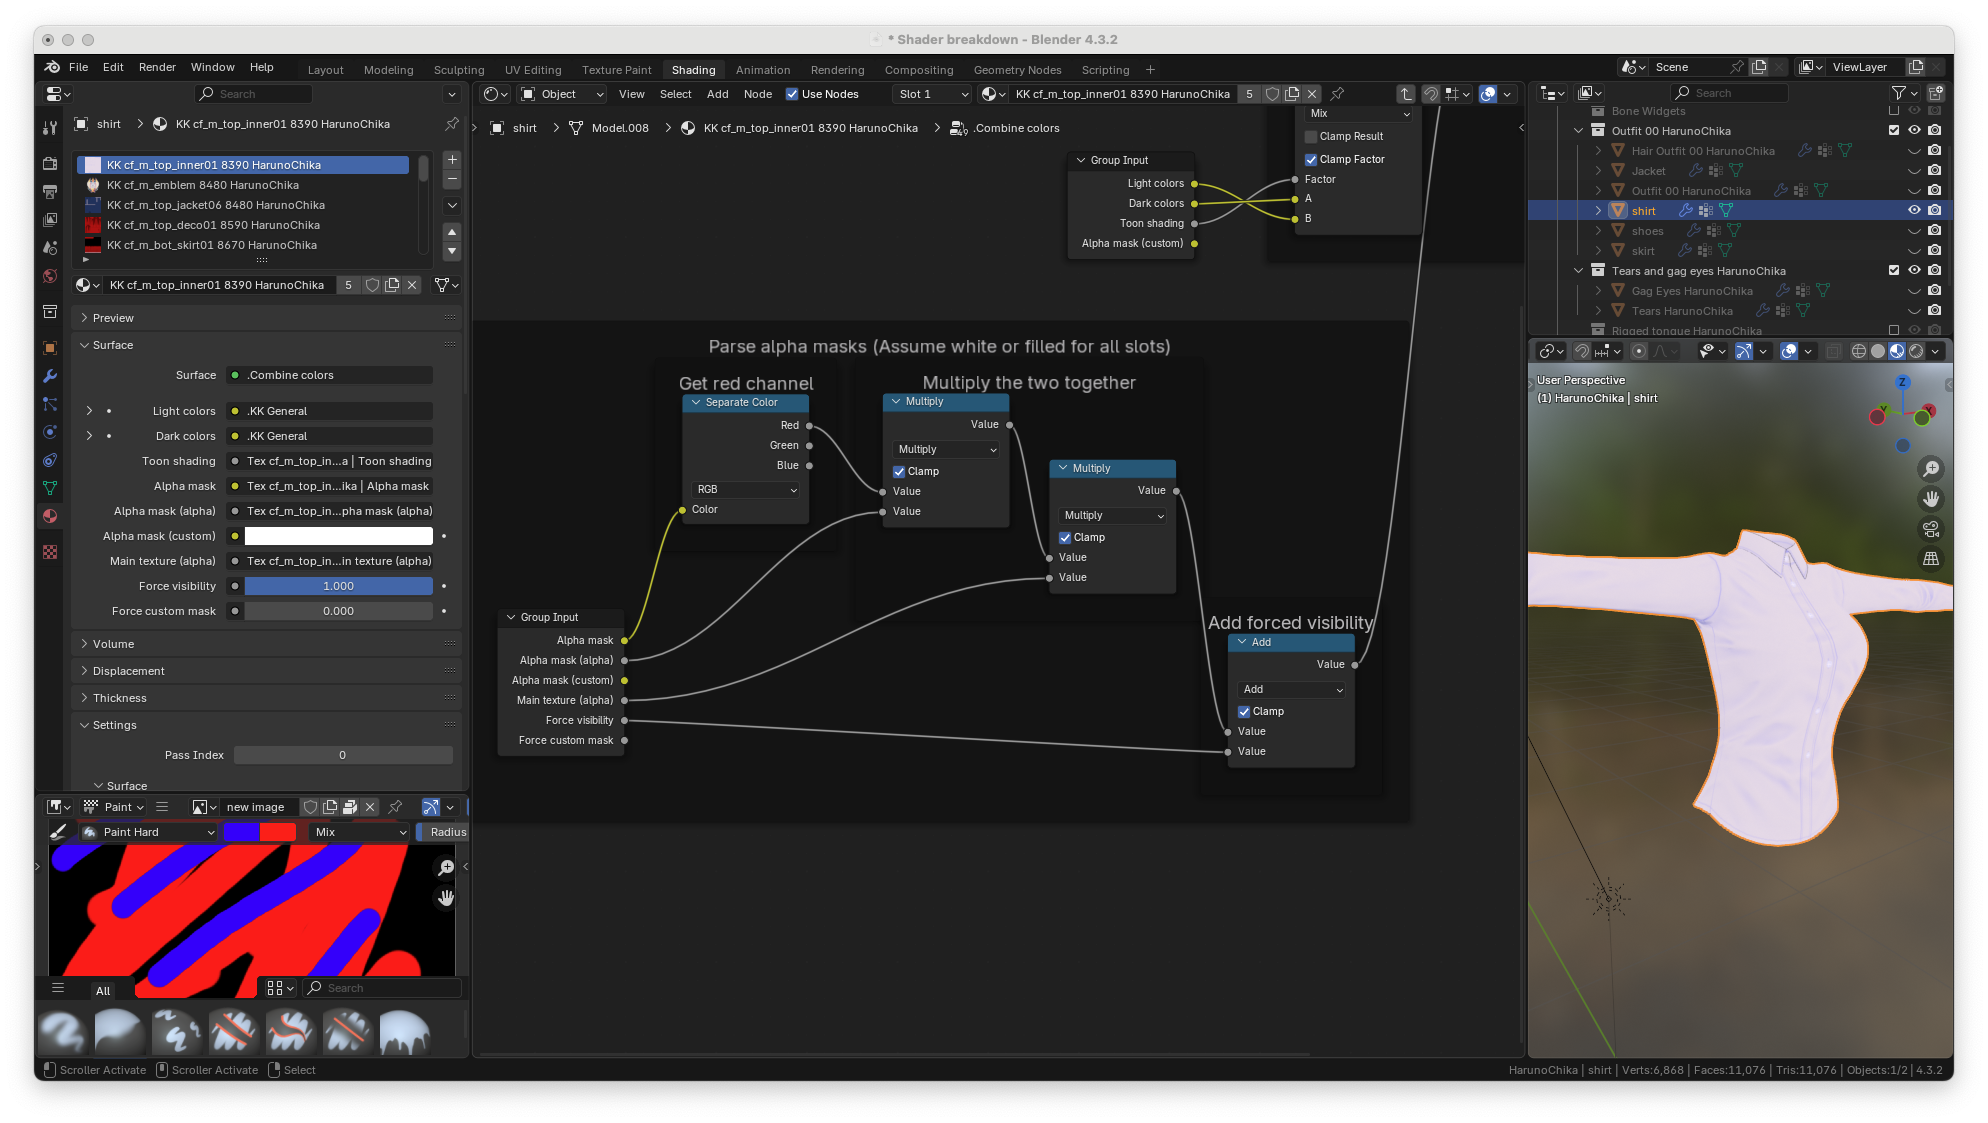 * Shader breakdown - Blender 4.3.2
File Edit Render Window Help Layout Modeling Sculpting UV Editing Texture Paint Shading Animation Rendering Compositing Geometry Nodes Scripting + Scene ViewLayer
Search
Object View Select Add Node Use Nodes Slot 1 KK cf_m_top_inner01 8390 HarunoChika 5
Search
shirt > KK cf_m_top_inner01 8390 HarunoChika
KK cf_m_top_inner01 8390 HarunoChika
KK cf_m_emblem 8480 HarunoChika
KK cf_m_top_jacket06 8480 HarunoChika
KK cf_m_top_deco01 8590 HarunoChika
KK cf_m_bot_skirt01 8670 HarunoChika
KK cf_m_top_inner01 8390 HarunoChika 5
Preview
Surface
Surface .Combine colors
Light colors .KK General
Dark colors .KK General
Toon shading Tex cf_m_top_in...a | Toon shading
Alpha mask Tex cf_m_top_in...ika | Alpha mask
Alpha mask (alpha) Tex cf_m_top_in...pha mask (alpha)
Alpha mask (custom)
Main texture (alpha) Tex cf_m_top_in...in texture (alpha)
Force visibility 1.000
Force custom mask 0.000
Volume
Displacement
Thickness
Settings
Pass Index 0
Surface
Paint new image
Paint Hard Mix Radius
All Search
shirt > Model.008 > KK cf_m_top_inner01 8390 HarunoChika > .Combine colors
Mix
Clamp Result
Clamp Factor
Factor
A
B
Group Input
Light colors
Dark colors
Toon shading
Alpha mask (custom)
Parse alpha masks (Assume white or filled for all slots)
Get red channel
Separate Color
Red
Green
Blue
RGB
Color
Multiply the two together
Multiply
Value
Multiply
Clamp
Value
Value
Multiply
Value
Multiply
Clamp
Value
Value
Group Input
Alpha mask
Alpha mask (alpha)
Alpha mask (custom)
Main texture (alpha)
Force visibility
Force custom mask
Add forced visibility
Add
Value
Add
Clamp
Value
Value
Bone Widgets
Outfit 00 HarunoChika
Hair Outfit 00 HarunoChika
Jacket
Outfit 00 HarunoChika
shirt
shoes
skirt
Tears and gag eyes HarunoChika
Gag Eyes HarunoChika
Tears HarunoChika
Rigged tongue HarunoChika
User Perspective
(1) HarunoChika | shirt
Z
Y
X
Scroller Activate Scroller Activate Select HarunoChika | shirt | Verts:6,868 | Faces:11,076 | Tris:11,076 | Objects:1/2 | 4.3.2